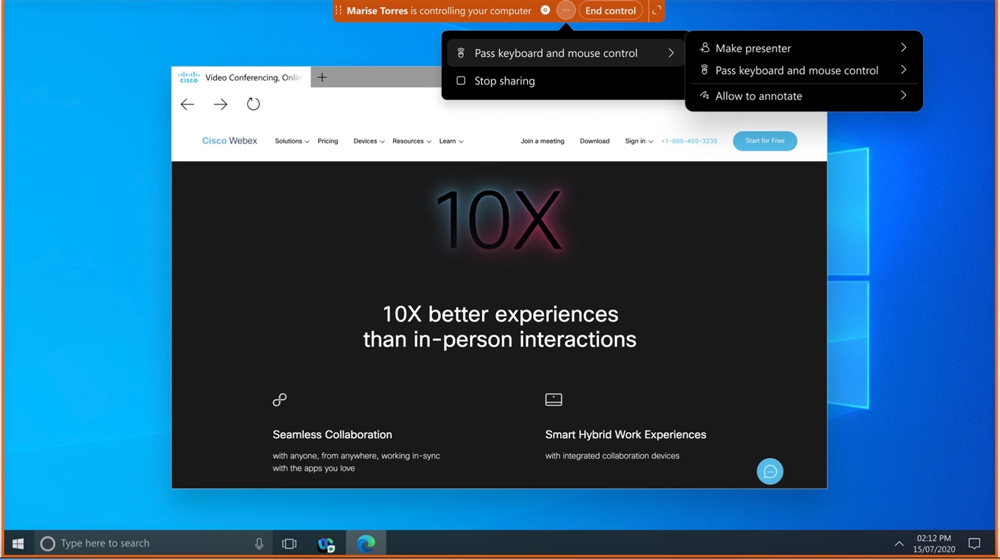 Marise Torres is controlling your computer
End control
Pass keyboard and mouse control
Stop sharing
Make presenter
Pass keyboard and mouse control
Allow to annotate
CISCO
Video Conferencing, Onlin
Cisco Webex
Solutions
Pricing
Devices
Resources
Learn
Join a meeting
Download
Sign in
+1-888-469-3239
Start for Free
10X
10X better experiences
than in-person interactions
Seamless Collaboration
with anyone, from anywhere, working in-sync
with the apps you love
Smart Hybrid Work Experiences
with integrated collaboration devices
Type here to search
02:12 PM
15/07/2020